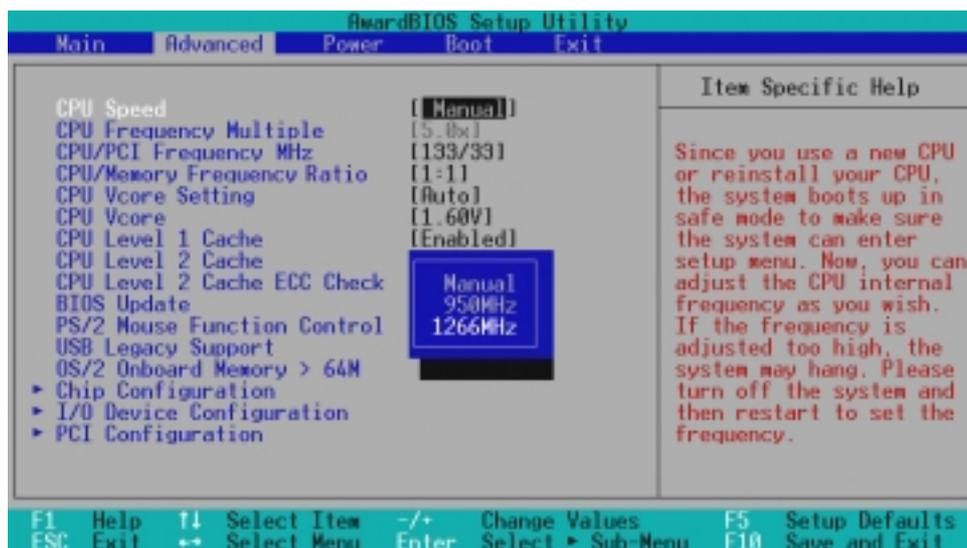 AwardBIOS Setup Utility
Main Advanced Power Boot Exit
CPU Speed [ Manual]
CPU Frequency Multiple [5.0x]
CPU/PCI Frequency MHz [133/33]
CPU/Memory Frequency Ratio [1:1]
CPU Vcore Setting [Auto]
CPU Vcore [1.60V]
CPU Level 1 Cache [Enabled]
CPU Level 2 Cache
CPU Level 2 Cache ECC Check
BIOS Update
PS/2 Mouse Function Control
USB Legacy Support
OS/2 Onboard Memory > 64M
▸ Chip Configuration
▸ I/O Device Configuration
▸ PCI Configuration
Manual
950MHz
1266MHz
Item Specific Help
Since you use a new CPU
or reinstall your CPU,
the system boots up in
safe mode to make sure
the system can enter
setup menu. Now, you can
adjust the CPU internal
frequency as you wish.
If the frequency is
adjusted too high, the
system may hang. Please
turn off the system and
then restart to set the
frequency.
F1 Help ↑↓ Select Item -/+ Change Values F5 Setup Defaults
ESC Exit ←→ Select Menu Enter Select ▸ Sub-Menu F10 Save and Exit